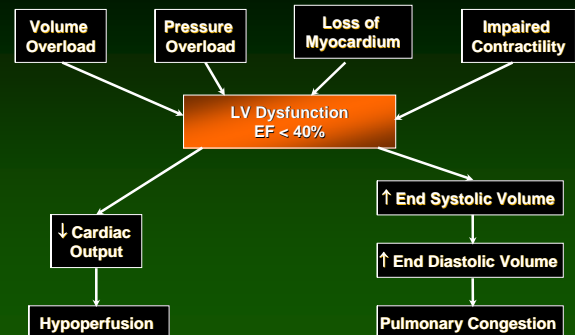 Volume
Overload
Pressure
Overload
Loss of
Myocardium
Impaired
Contractility
LV Dysfunction
EF < 40%
↓ Cardiac
Output
Hypoperfusion
↑ End Systolic Volume
↑ End Diastolic Volume
Pulmonary Congestion